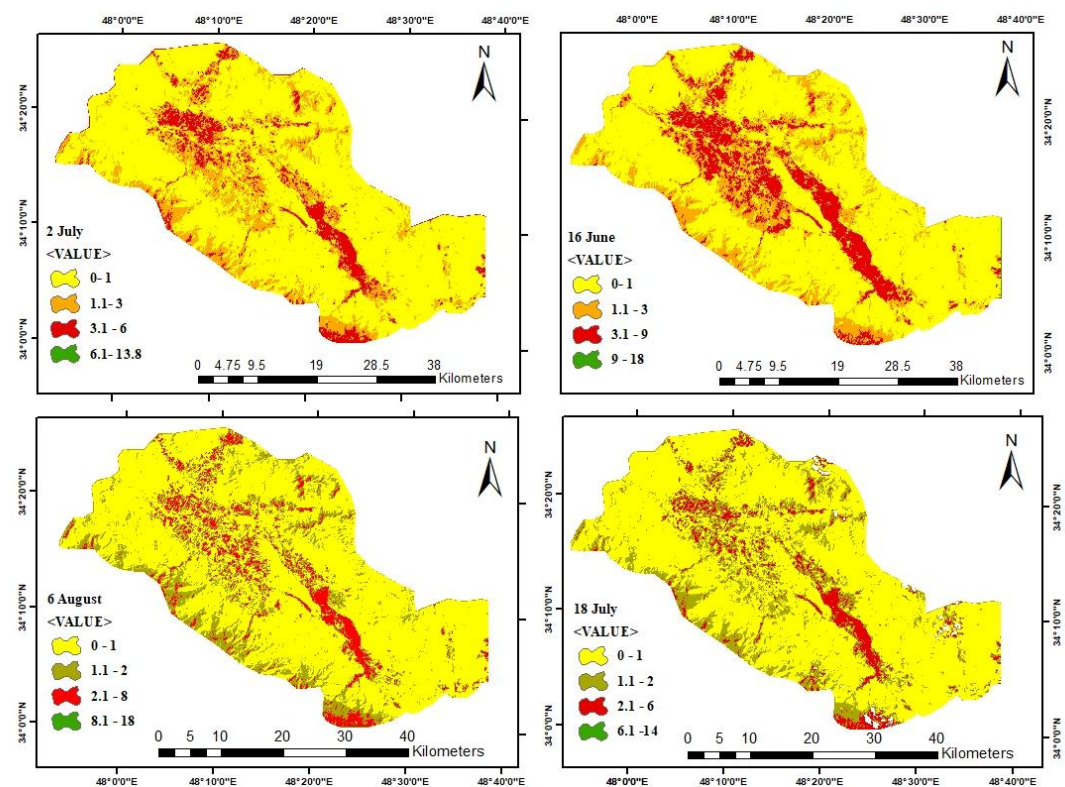 48°0'0"E 48°10'0"E 48°20'0"E 48°30'0"E
N
34°20'0"N
34°10'0"N
34°0'0"N
2 July
<VALUE>
0- 1
1.1- 3
3.1 - 6
6.1- 13.8
0 4.75 9.5 19 28.5 38
Kilometers
48°0'0"E 48°10'0"E 48°20'0"E 48°30'0"E 48°40'0"E
N
34°20'0"N
34°10'0"N
34°0'0"N
16 June
<VALUE>
0- 1
1.1 - 3
3.1 - 9
9 - 18
0 4.75 9.5 19 28.5 38
Kilometers
N
34°20'0"N
34°10'0"N
34°0'0"N
6 August
<VALUE>
0 - 1
1.1 - 2
2.1 - 8
8.1 - 18
0 5 10 20 30 40
Kilometers
48°0'0"E 48°10'0"E 48°20'0"E 48°30'0"E 48°40'0"E
N
34°20'0"N
34°10'0"N
34°0'0"N
34°20'0"N
34°10'0"N
34°0'0"N
18 July
<VALUE>
0 - 1
1.1 - 2
2.1 - 6
6.1 -14
0 5 10 20 30 40
Kilometers
48°0'0"E 48°10'0"E 48°20'0"E 48°30'0"E 48°40'0"E